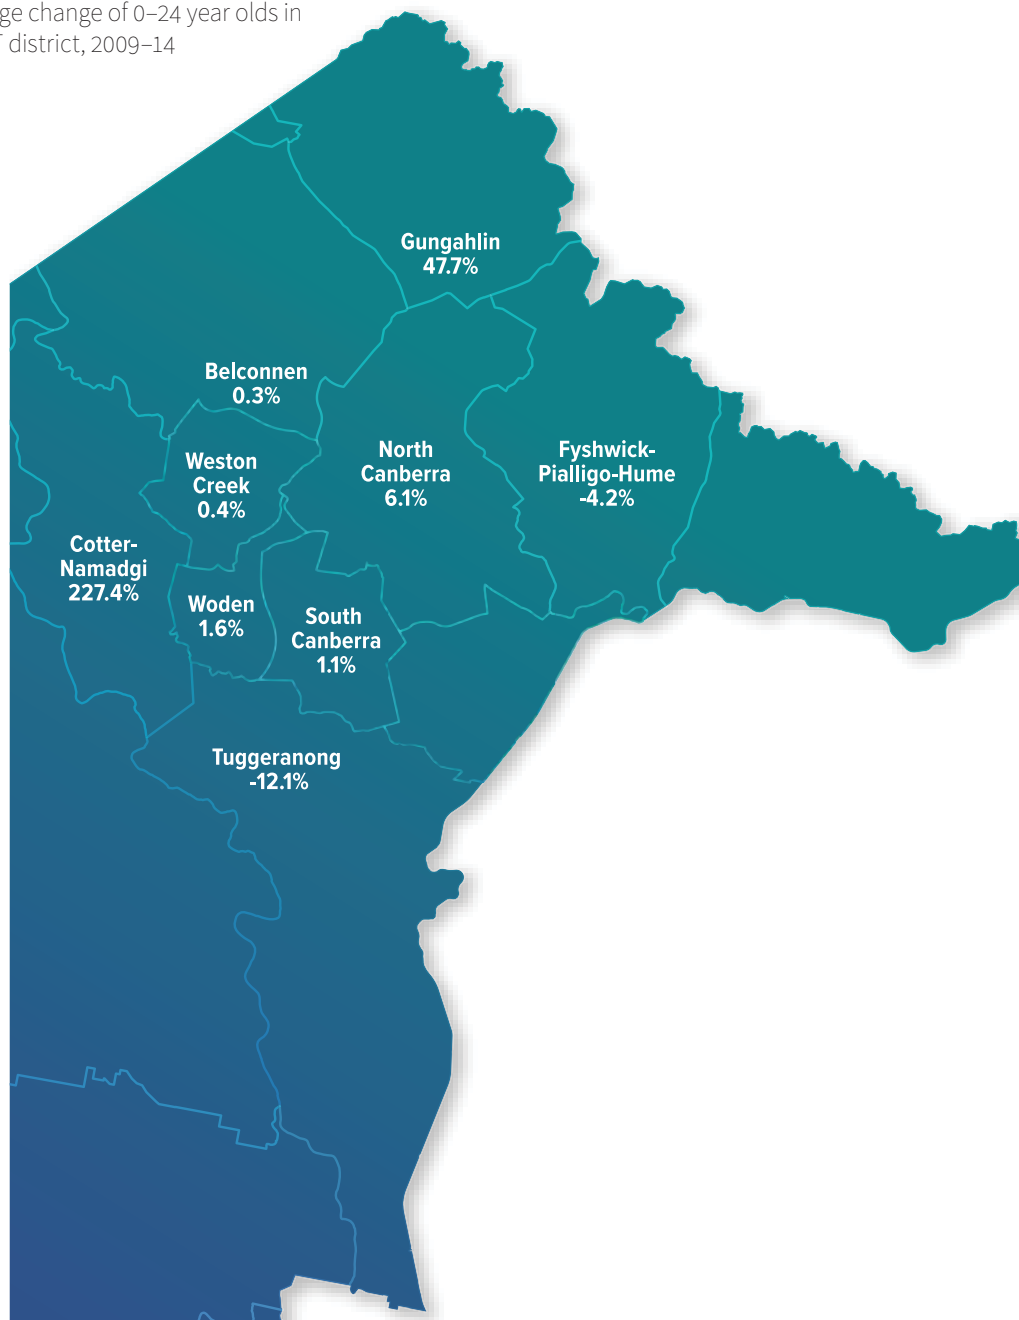 change of 0–24 year olds in
district, 2009–14
Gungahlin
47.7%
Belconnen
0.3%
Weston
Creek
0.4%
North
Canberra
6.1%
Fyshwick-
Pialligo-Hume
-4.2%
Cotter-
Namadgi
227.4%
Woden
1.6%
South
Canberra
1.1%
Tuggeranong
-12.1%